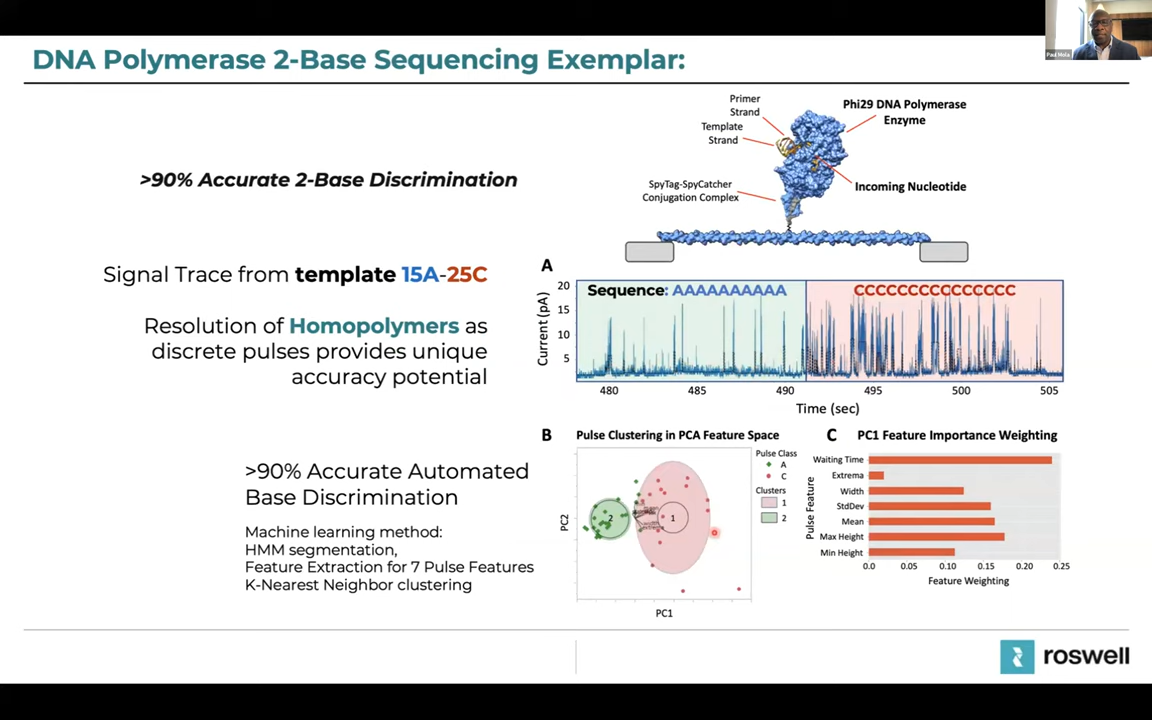 DNA Polymerase 2-Base Sequencing Exemplar:
Paul Mola
>90% Accurate 2-Base Discrimination
Signal Trace from template 15A-25C
Resolution of Homopolymers as
discrete pulses provides unique
accuracy potential
>90% Accurate Automated
Base Discrimination
Machine learning method:
HMM segmentation,
Feature Extraction for 7 Pulse Features
K-Nearest Neighbor clustering
Primer
Strand
Template
Strand
Phi29 DNA Polymerase
Enzyme
SpyTag-SpyCatcher
Conjugation Complex
Incoming Nucleotide
A
Sequence: AAAAAAAAAA CCCCCCCCCCCCCCC
Current (pA)
20
15
10
5
480 485 490 495 500 505
Time (sec)
B Pulse Clustering in PCA Feature Space
PC2
2
1
PC1
Pulse Class
A
C
Clusters
1
2
C PC1 Feature Importance Weighting
Pulse Feature
Waiting Time
Extrema
Width
StdDev
Mean
Max Height
Min Height
0.0 0.05 0.10 0.15 0.20 0.25
Feature Weighting
roswell